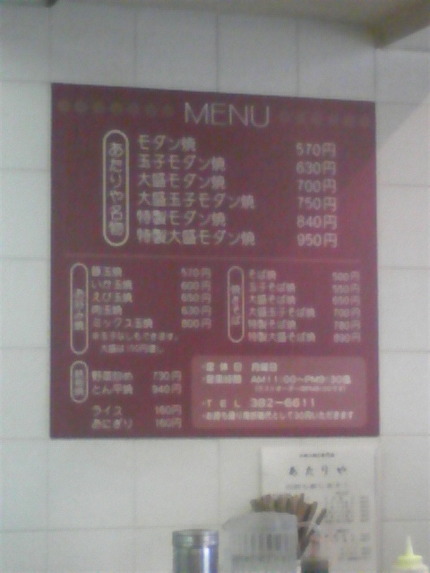 MENU
あたりや名物
モダン焼 570円
玉子モダン焼 630円
大盛モダン焼 700円
大盛玉子モダン焼 750円
特製モダン焼 840円
特製大盛モダン焼 950円
お好み焼
豚玉焼 570円
いか玉焼 600円
えび玉焼 650円
肉玉焼 630円
ミックス玉焼 800円
焼きそば
そば焼 500円
玉子そば焼 550円
大盛そば焼 650円
大盛玉子そば焼 700円
特製そば焼 780円
特製大盛そば焼
鉄板焼
野菜炒め 730円
とん平焼 940円
ライス 160円
おにぎり 160円
定休日 月曜日
営業時間 AM11:00~PM9:30迄
TEL 392-6611
あたりや